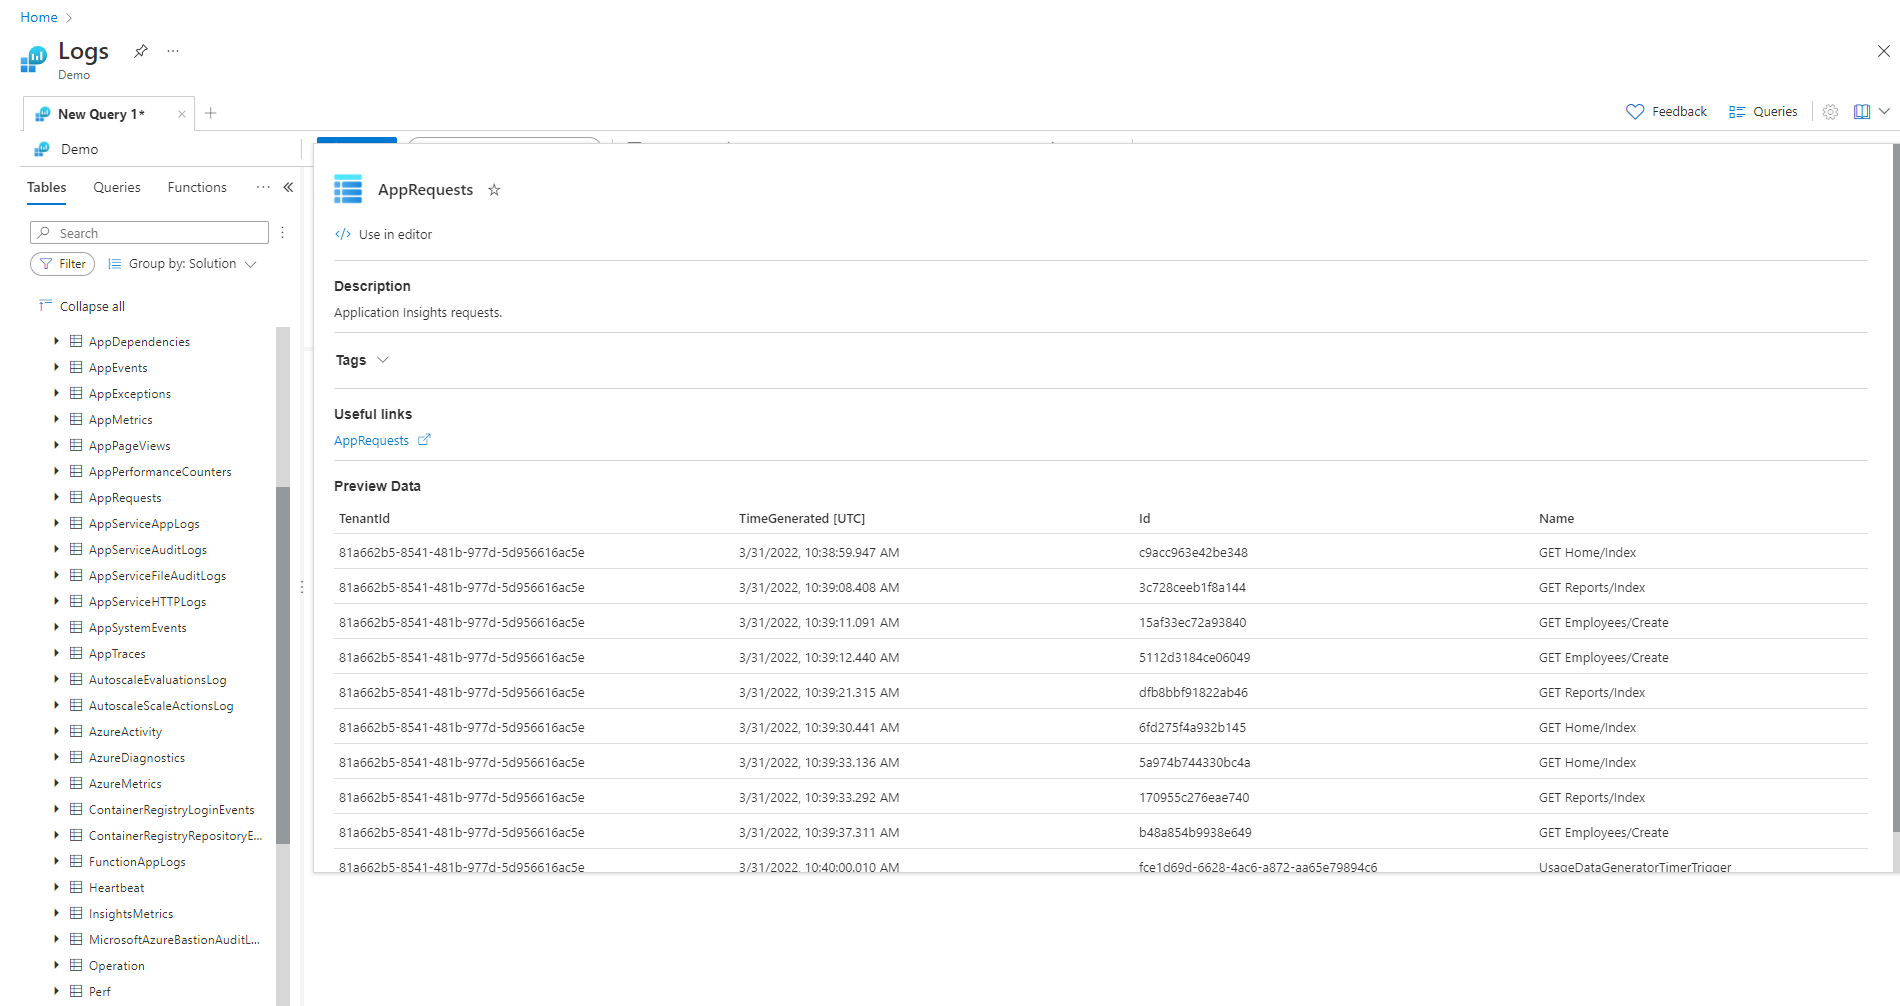 Home
Logs
Demo
New Query 1*
Feedback
Queries
Demo
Tables Queries Functions
Search
Filter Group by: Solution
Collapse all
AppDependencies
AppEvents
AppExceptions
AppMetrics
AppPageViews
AppPerformanceCounters
AppRequests
AppServiceAppLogs
AppServiceAuditLogs
AppServiceFileAuditLogs
AppServiceHTTPLogs
AppSystemEvents
AppTraces
AutoscaleEvaluationsLog
AutoscaleScaleActionsLog
AzureActivity
AzureDiagnostics
AzureMetrics
ContainerRegistryLoginEvents
ContainerRegistryRepositoryE...
FunctionAppLogs
Heartbeat
InsightsMetrics
MicrosoftAzureBastionAuditL...
Operation
Perf
AppRequests
</> Use in editor
Description
Application Insights requests.
Tags
Useful links
AppRequests
Preview Data
TenantId TimeGenerated [UTC] Id Name
81a662b5-8541-481b-977d-5d956616ac5e 3/31/2022, 10:38:59.947 AM c9acc963e42be348 GET Home/Index
81a662b5-8541-481b-977d-5d956616ac5e 3/31/2022, 10:39:08.408 AM 3c728ceeb1f8a144 GET Reports/Index
81a662b5-8541-481b-977d-5d956616ac5e 3/31/2022, 10:39:11.091 AM 15af33ec72a93840 GET Employees/Create
81a662b5-8541-481b-977d-5d956616ac5e 3/31/2022, 10:39:12.440 AM 5112d3184ce06049 GET Employees/Create
81a662b5-8541-481b-977d-5d956616ac5e 3/31/2022, 10:39:21.315 AM dfb8bbf91822ab46 GET Reports/Index
81a662b5-8541-481b-977d-5d956616ac5e 3/31/2022, 10:39:30.441 AM 6fd275f4a932b145 GET Home/Index
81a662b5-8541-481b-977d-5d956616ac5e 3/31/2022, 10:39:33.136 AM 5a974b744330bc4a GET Home/Index
81a662b5-8541-481b-977d-5d956616ac5e 3/31/2022, 10:39:33.292 AM 170955c276eae740 GET Reports/Index
81a662b5-8541-481b-977d-5d956616ac5e 3/31/2022, 10:39:37.311 AM b48a854b9938e649 GET Employees/Create
81a662b5-8541-481b-977d-5d956616ac5e 3/31/2022, 10:40:00.010 AM fce1d69d-6628-4ac6-a872-aa65e79894c6 UsageDataGeneratorTimerTrigger